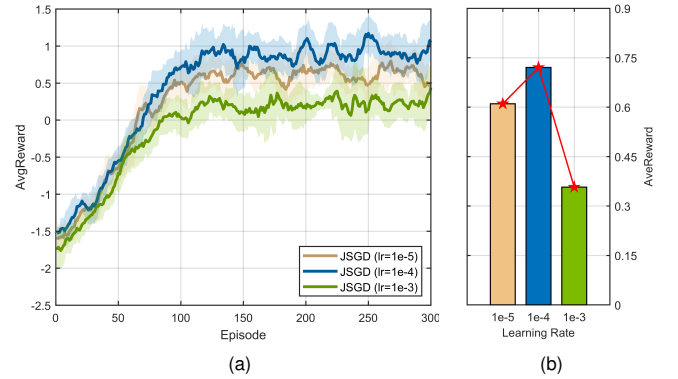 1.5
1
0.5
0
-0.5
-1
-1.5
-2
-2.5
AvgReward
0 50 100 150 200 250 300
Episode
JSGD (lr=1e-5)
JSGD (lr=1e-4)
JSGD (lr=1e-3)
(a)
0.9
0.75
0.6
0.45
0.3
0.15
0
AveReward
1e-5 1e-4 1e-3
Learning Rate
(b)